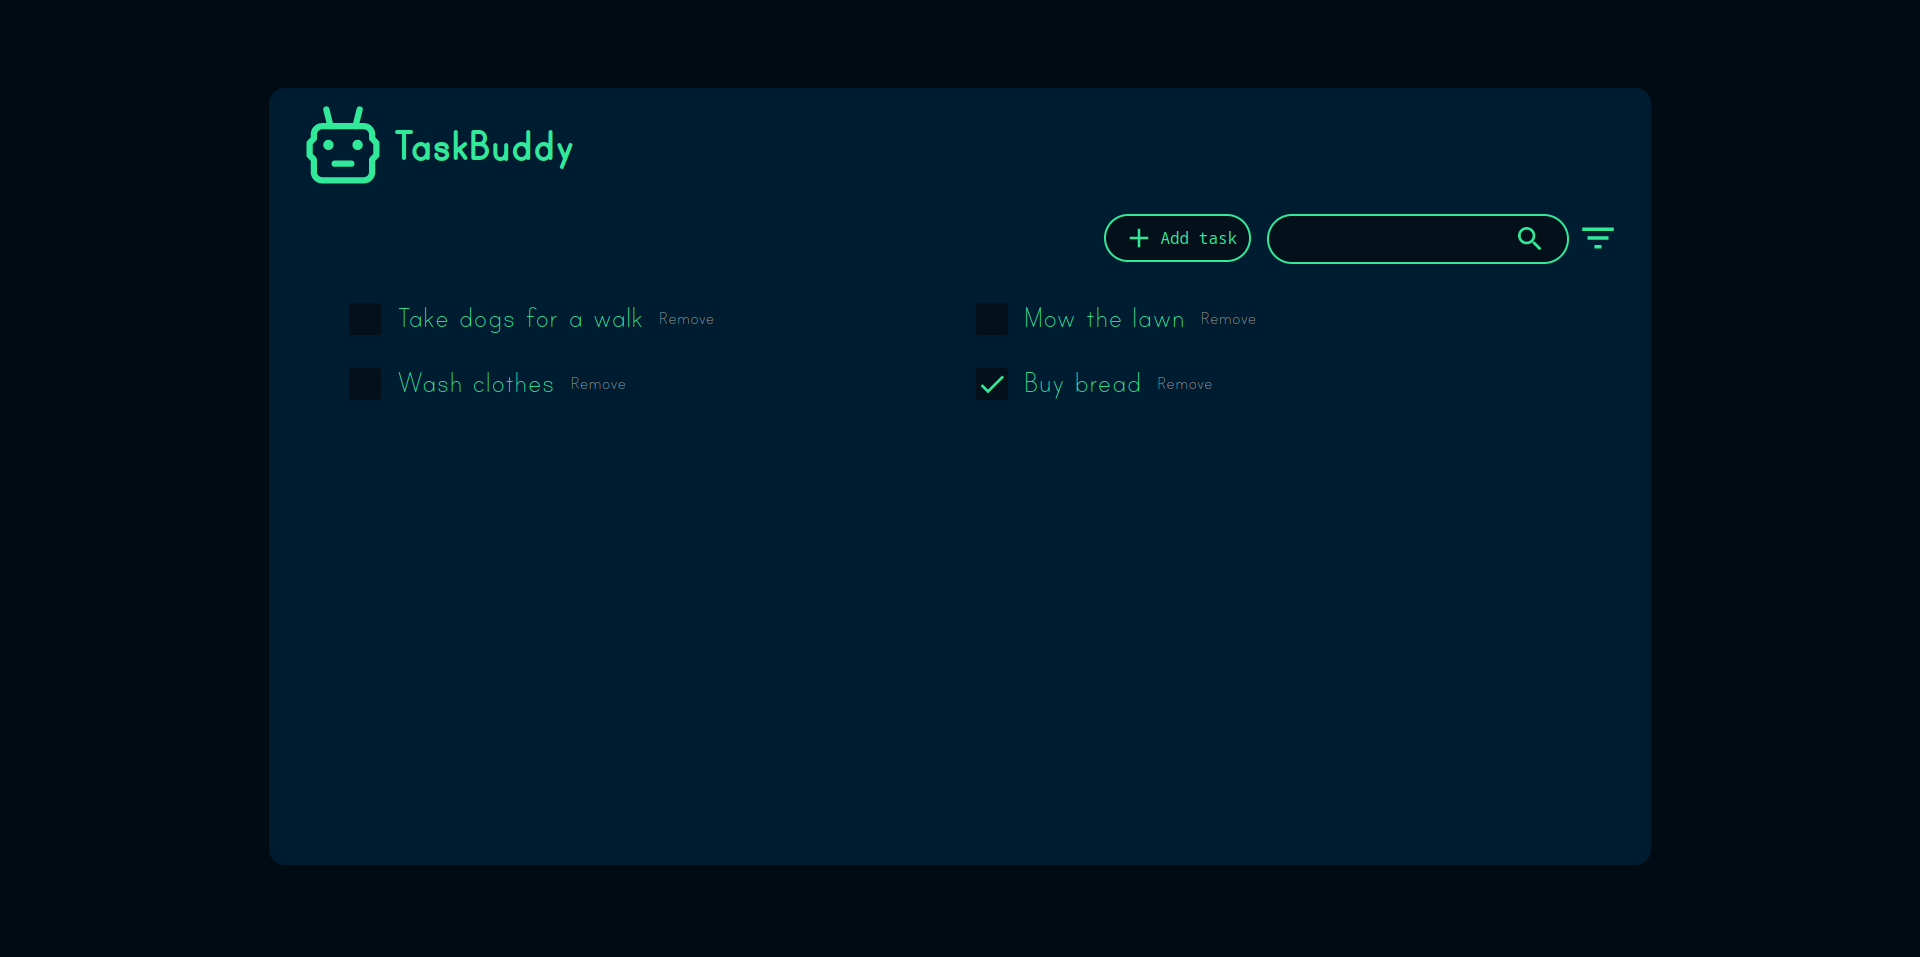 TaskBuddy
Add task
Take dogs for a walk Remove
Mow the lawn Remove
Wash clothes Remove
Buy bread Remove